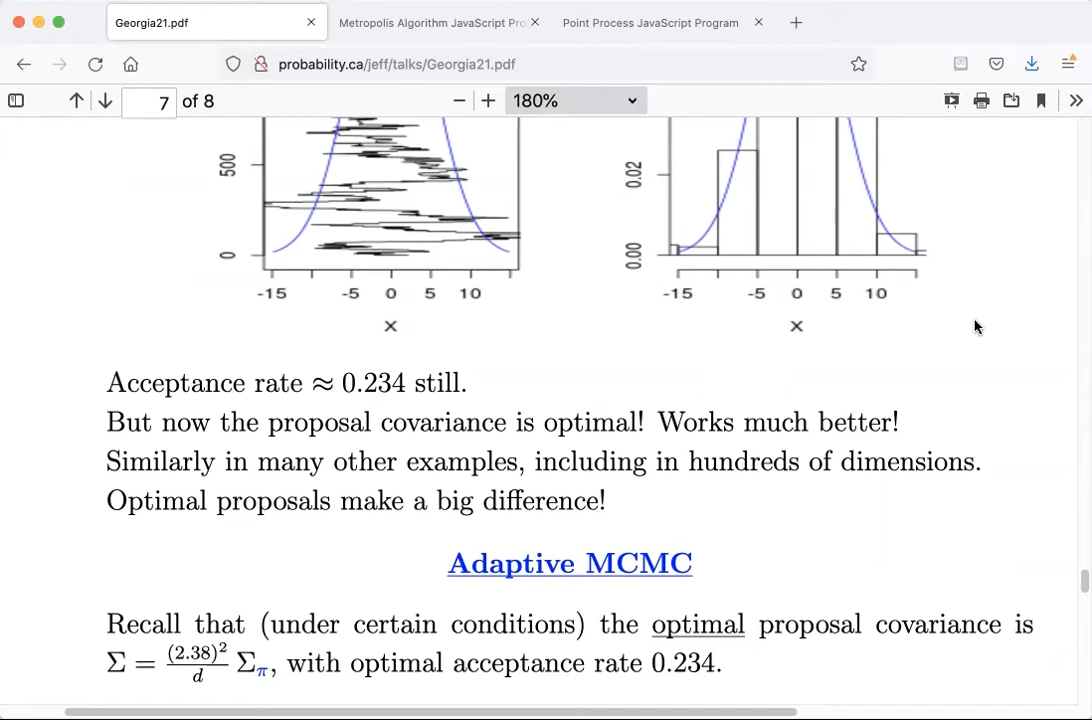 Georgia21.pdf
Metropolis Algorithm JavaScript Pro
Point Process JavaScript Program
probability.ca/jeff/talks/Georgia21.pdf
7 of 8
180%
500
0
-15 -5 0 5 10
x
0.02
0.00
-15 -5 0 5 10
x
Acceptance rate ≈ 0.234 still.
But now the proposal covariance is optimal! Works much better!
Similarly in many other examples, including in hundreds of dimensions.
Optimal proposals make a big difference!
Adaptive MCMC
Recall that (under certain conditions) the optimal proposal covariance is
Σ = (2.38)²/d Σπ, with optimal acceptance rate 0.234.